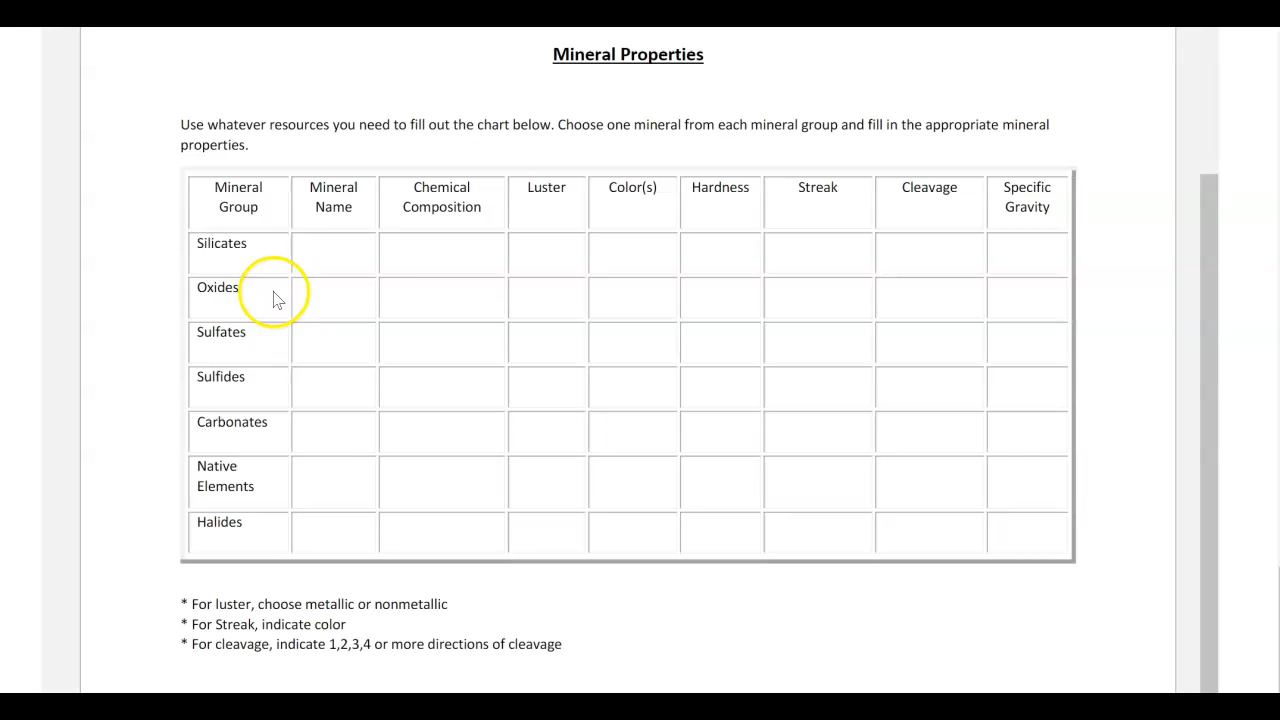 Mineral Properties
Use whatever resources you need to fill out the chart below. Choose one mineral from each mineral group and fill in the appropriate mineral
properties.
Mineral Group	Mineral Name	Chemical Composition	Luster	Color(s)	Hardness	Streak	Cleavage	Specific Gravity
Silicates
Oxides
Sulfates
Sulfides
Carbonates
Native
Elements
Halides
* For luster, choose metallic or nonmetallic
* For Streak, indicate color
* For cleavage, indicate 1,2,3,4 or more directions of cleavage